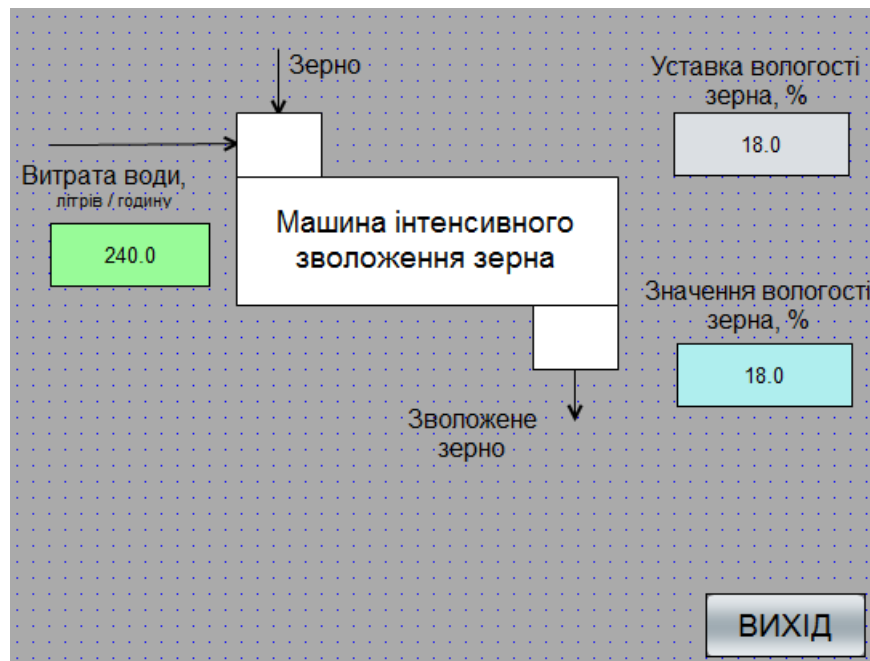 Зерно
Уставка вологості
зерна, %
18.0
Витрата води,
літрів / годину
240.0
Машина інтенсивного
зволоження зерна
Значення вологості
зерна, %
18.0
Зволожене
зерно
ВИХІД